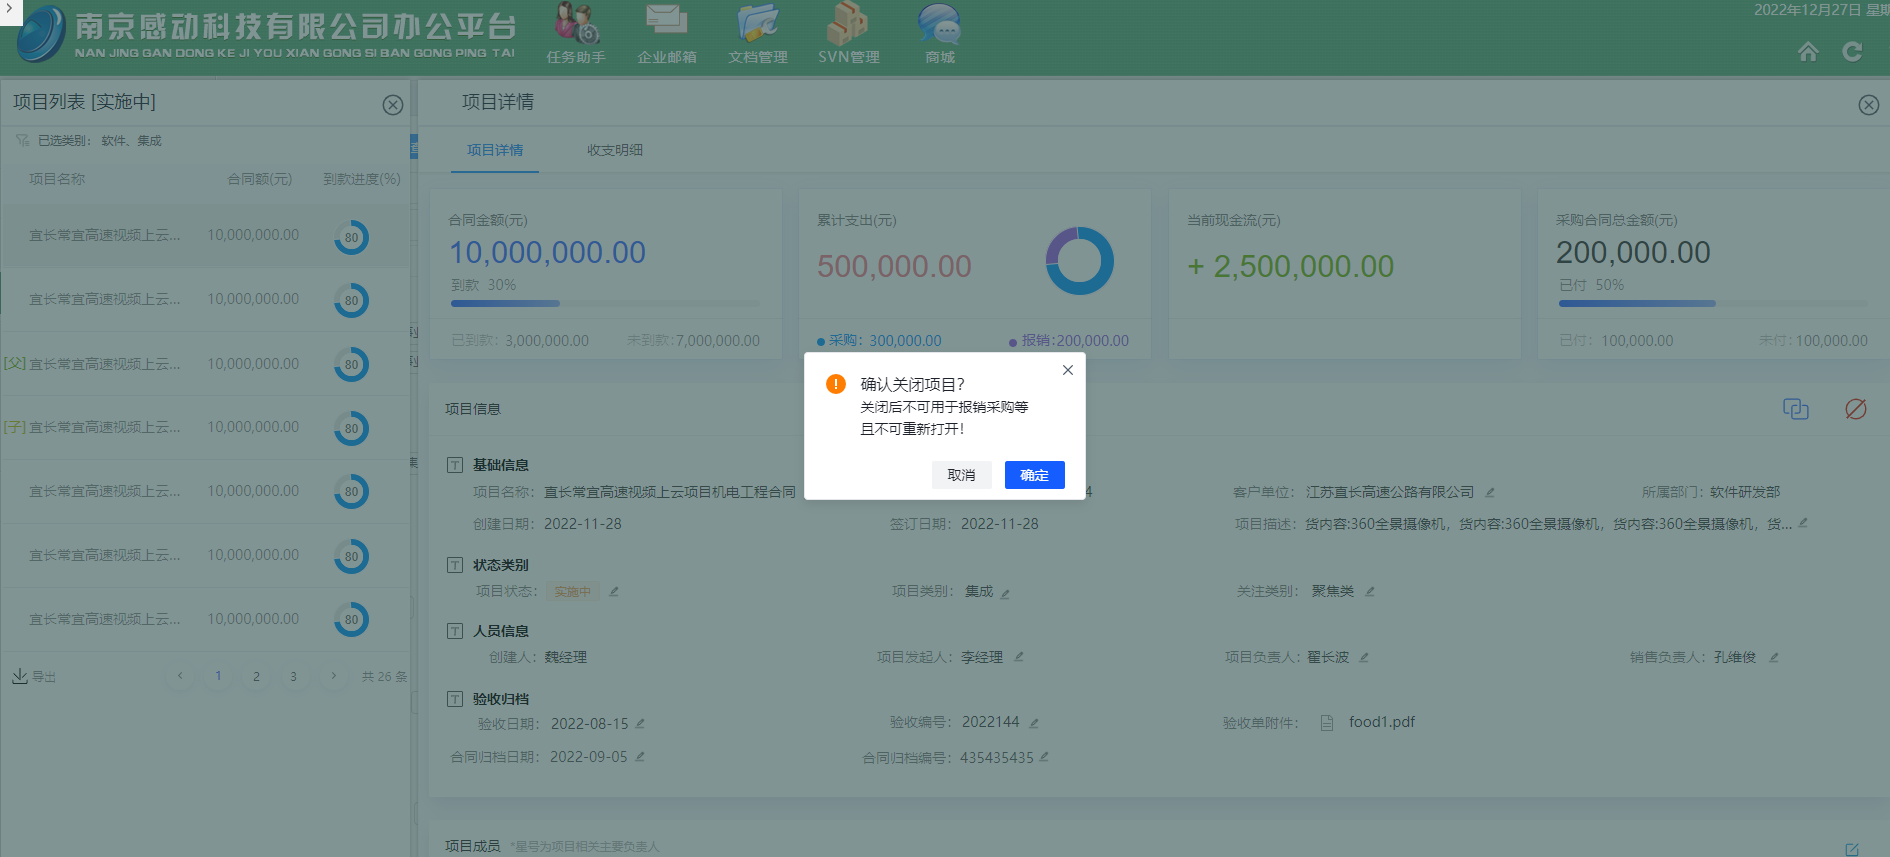 南京感动科技有限公司办公平台
NAN JING GAN DONG KE JI YOU XIAN GONG SI BAN GONG PING TAI
任务助手
企业邮箱
文档管理
SVN管理
商城
2022年12月27日 星期
项目列表 [实施中]
已选类别： 软件、集成
项目名称 合同额(元) 到款进度(%)
宜长常宜高速视频上云... 10,000,000.00 80
宜长常宜高速视频上云... 10,000,000.00 80
[父] 宜长常宜高速视频上云... 10,000,000.00 80
[子] 宜长常宜高速视频上云... 10,000,000.00 80
宜长常宜高速视频上云... 10,000,000.00 80
宜长常宜高速视频上云... 10,000,000.00 80
宜长常宜高速视频上云... 10,000,000.00 80
导出 1 2 3 共 26 条
项目详情
项目详情 收支明细
合同金额(元)
10,000,000.00
到款 30%
已到款：3,000,000.00 未到款：7,000,000.00
累计支出(元)
500,000.00
采购：300,000.00 报销:200,000.00
当前现金流(元)
+ 2,500,000.00
采购合同总金额(元)
200,000.00
已付 50%
已付：100,000.00 未付：100,000.00
确认关闭项目？
关闭后不可用于报销采购等
且不可重新打开！
取消 确定
项目信息
基础信息
项目名称：直长常宜高速视频上云项目机电工程合同 4 客户单位：江苏直长高速公路有限公司 所属部门：软件研发部
创建日期：2022-11-28 签订日期：2022-11-28 项目描述：货内容:360全景摄像机，货内容:360全景摄像机，货内容:360全景摄像机，货...
状态类别
项目状态：实施中 项目类别：集成 关注类别：聚焦类
人员信息
创建人：魏经理 项目发起人：李经理 项目负责人：翟长波 销售负责人：孔维俊
验收归档
验收日期：2022-08-15 验收编号：2022144 验收单附件： food1.pdf
合同归档日期：2022-09-05 合同归档编号：435435435
项目成员 *星号为项目相关主要负责人